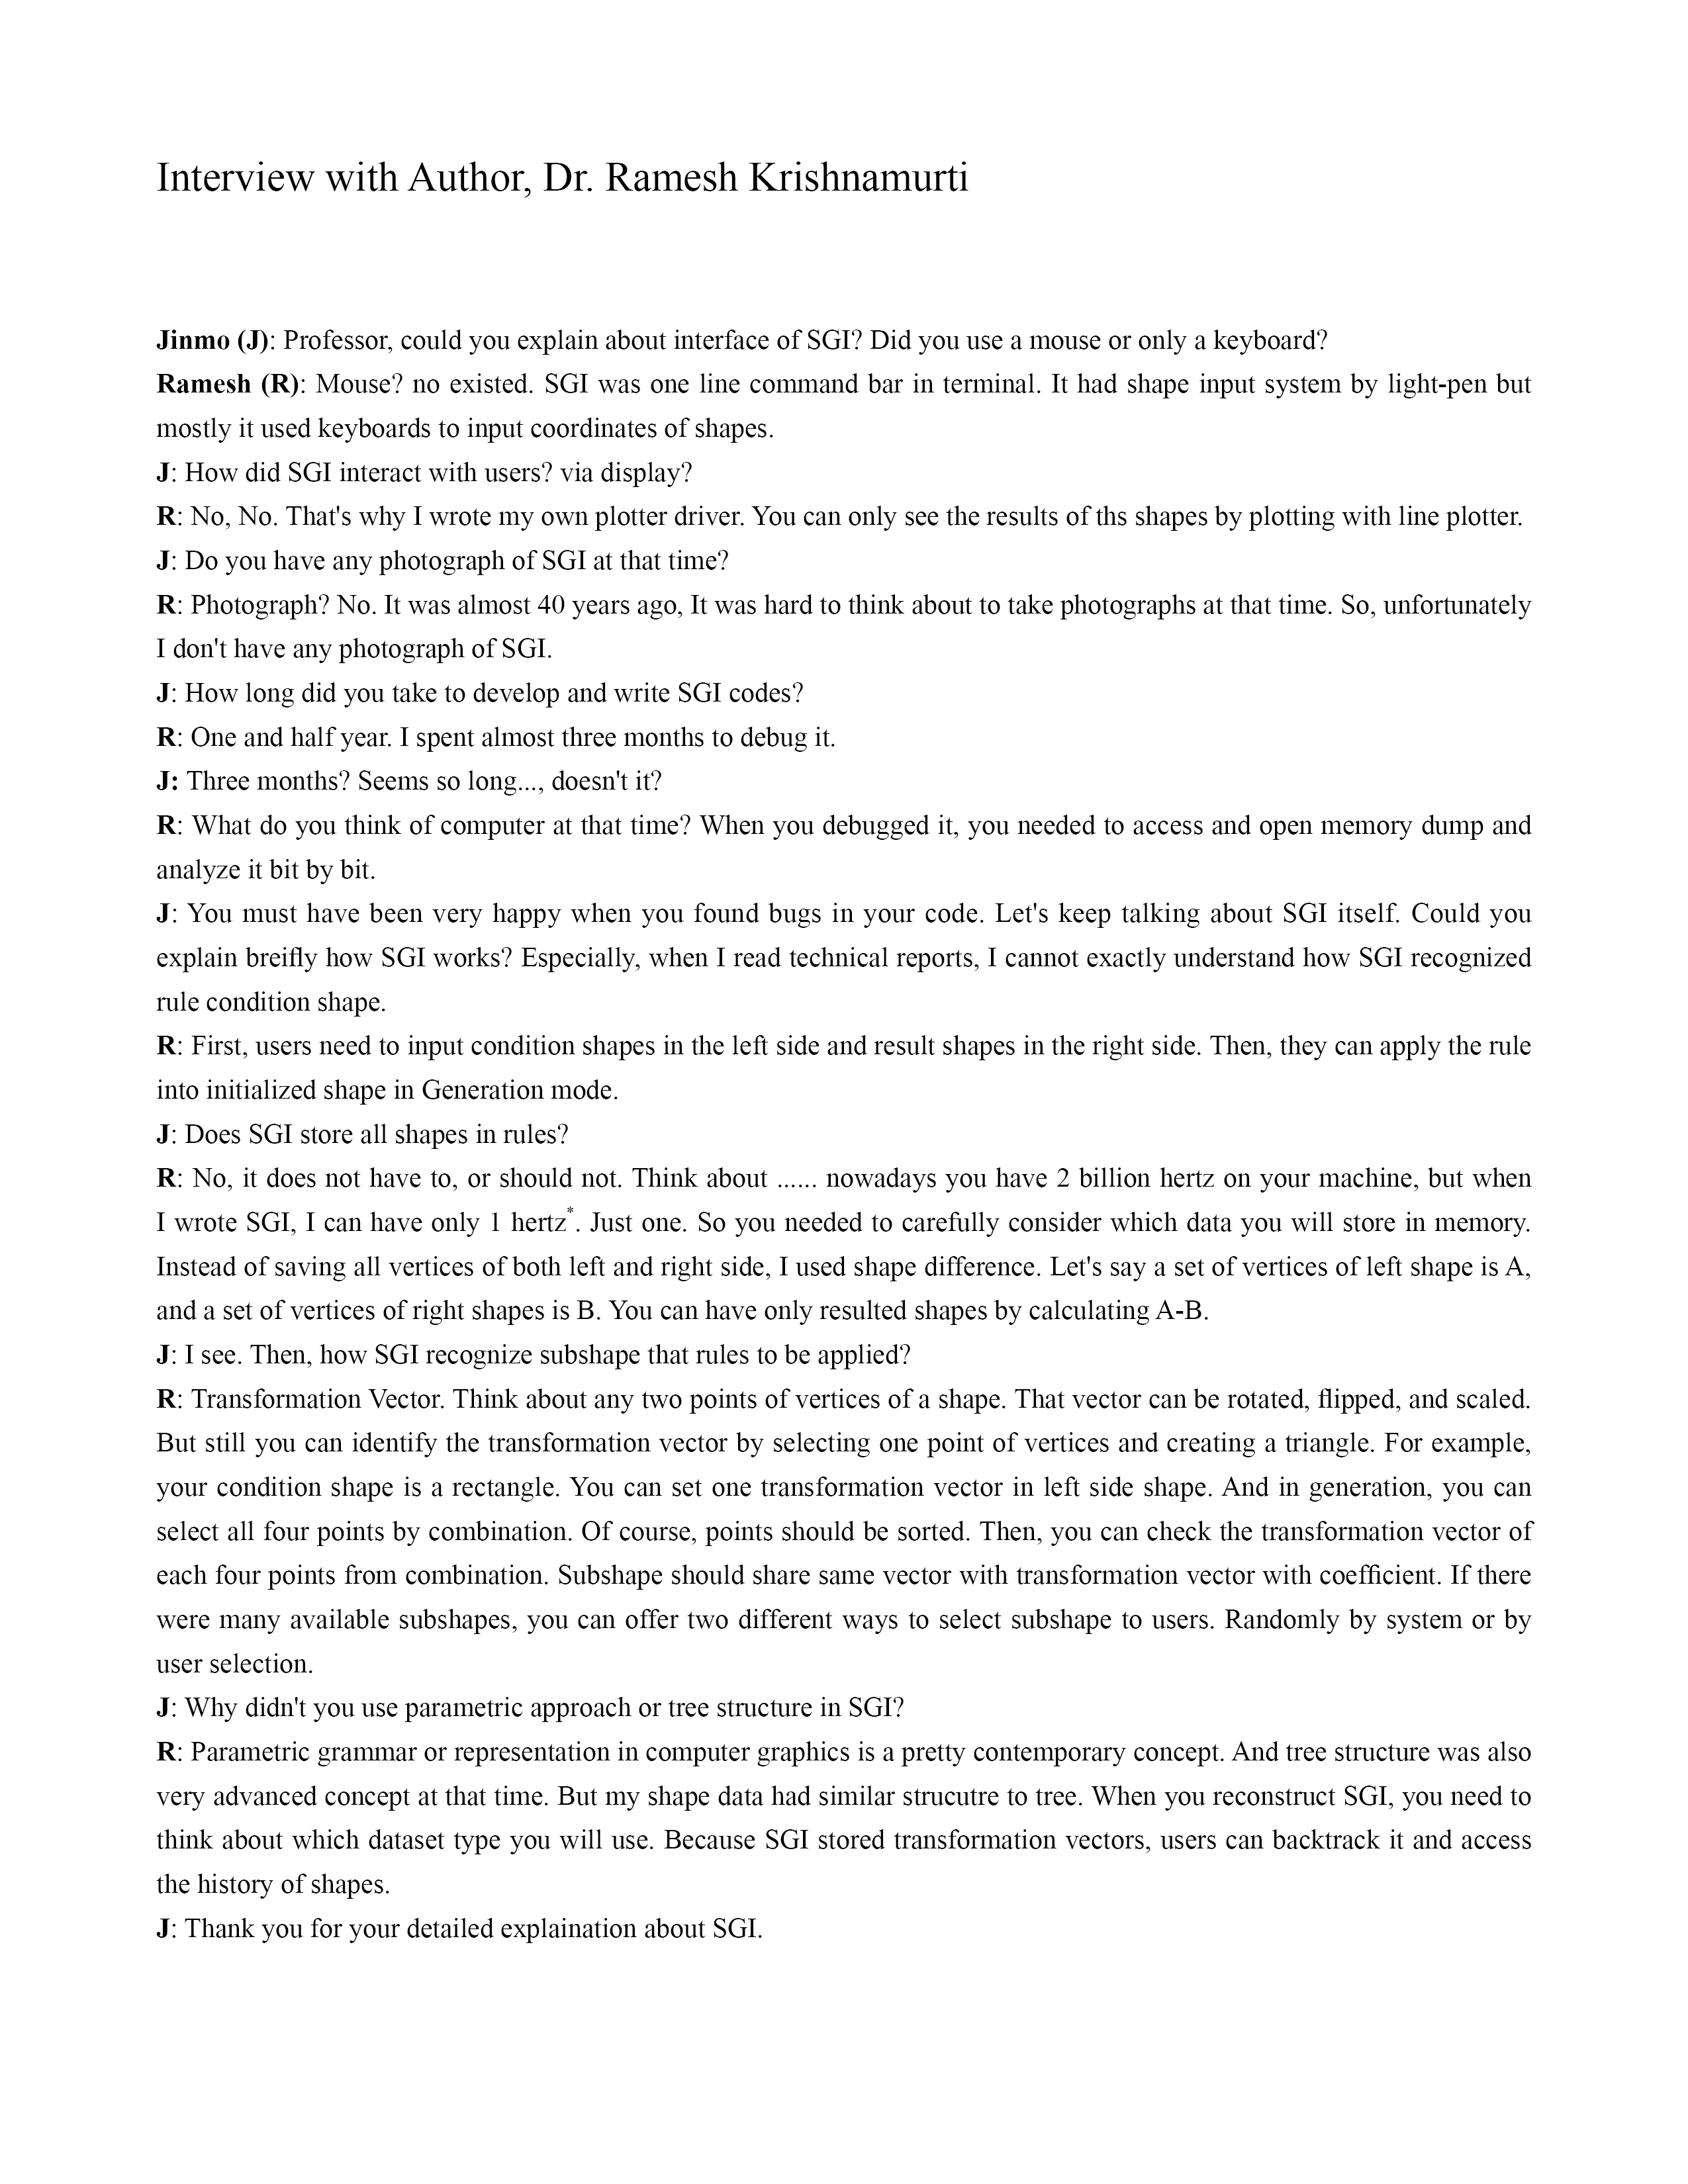 Interview with Author, Dr. Ramesh Krishnamurti
Jinmo (J): Professor, could you explain about interface of SGI? Did you use a mouse or only a keyboard?
Ramesh (R): Mouse? no existed. SGI was one line command bar in terminal. It had shape input system by light-pen but
mostly it used keyboards to input coordinates of shapes.
J: How did SGI interact with users? via display?
R: No, No. That's why I wrote my own plotter driver. You can only see the results of ths shapes by plotting with line plotter.
J: Do you have any photograph of SGI at that time?
R: Photograph? No. It was almost 40 years ago, It was hard to think about to take photographs at that time. So, unfortunately
I don't have any photograph of SGI.
J: How long did you take to develop and write SGI codes?
R: One and half year. I spent almost three months to debug it.
J: Three months? Seems so long..., doesn't it?
R: What do you think of computer at that time? When you debugged it, you needed to access and open memory dump and
analyze it bit by bit.
J: You must have been very happy when you found bugs in your code. Let's keep talking about SGI itself. Could you
explain breifly how SGI works? Especially, when I read technical reports, I cannot exactly understand how SGI recognized
rule condition shape.
R: First, users need to input condition shapes in the left side and result shapes in the right side. Then, they can apply the rule
into initialized shape in Generation mode.
J: Does SGI store all shapes in rules?
R: No, it does not have to, or should not. Think about ...... nowadays you have 2 billion hertz on your machine, but when
I wrote SGI, I can have only 1 hertz*. Just one. So you needed to carefully consider which data you will store in memory.
Instead of saving all vertices of both left and right side, I used shape difference. Let's say a set of vertices of left shape is A,
and a set of vertices of right shapes is B. You can have only resulted shapes by calculating A-B.
J: I see. Then, how SGI recognize subshape that rules to be applied?
R: Transformation Vector. Think about any two points of vertices of a shape. That vector can be rotated, flipped, and scaled.
But still you can identify the transformation vector by selecting one point of vertices and creating a triangle. For example,
your condition shape is a rectangle. You can set one transformation vector in left side shape. And in generation, you can
select all four points by combination. Of course, points should be sorted. Then, you can check the transformation vector of
each four points from combination. Subshape should share same vector with transformation vector with coefficient. If there
were many available subshapes, you can offer two different ways to select subshape to users. Randomly by system or by
user selection.
J: Why didn't you use parametric approach or tree structure in SGI?
R: Parametric grammar or representation in computer graphics is a pretty contemporary concept. And tree structure was also
very advanced concept at that time. But my shape data had similar strucutre to tree. When you reconstruct SGI, you need to
think about which dataset type you will use. Because SGI stored transformation vectors, users can backtrack it and access
the history of shapes.
J: Thank you for your detailed explaination about SGI.